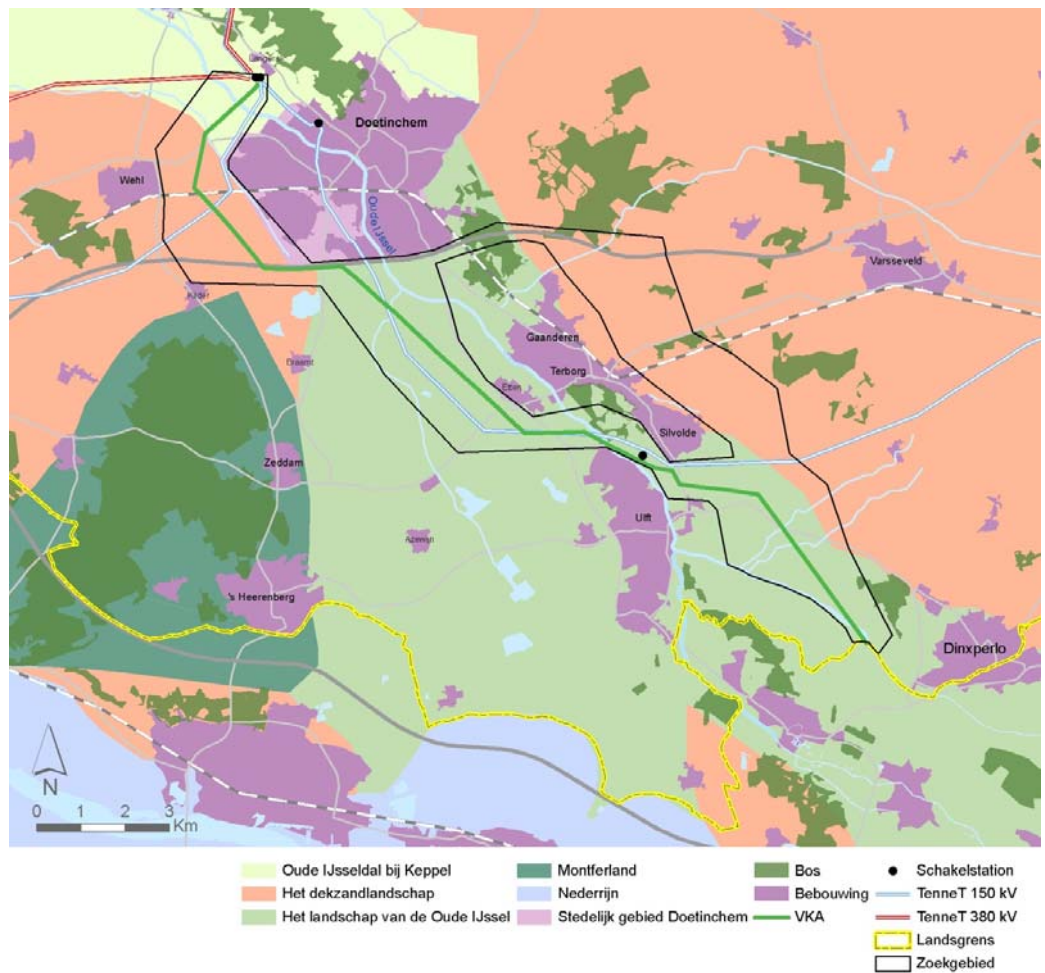 Doetinchem
Wehl
Oude IJssel
Varsseveld
Kilder
Braamt
Gaanderen
Terborg
Etten
Silvolde
Zeddam
Ulft
Azewijn
's Heerenberg
Dinxperlo
N
0 1 2 3
Km
Oude IJsseldal bij Keppel
Het dekzandlandschap
Het landschap van de Oude IJssel
Montferland
Nederrijn
Stedelijk gebied Doetinchem
Bos
Bebouwing
VKA
Schakelstation
TenneT 150 kV
TenneT 380 kV
Landsgrens
Zoekgebied